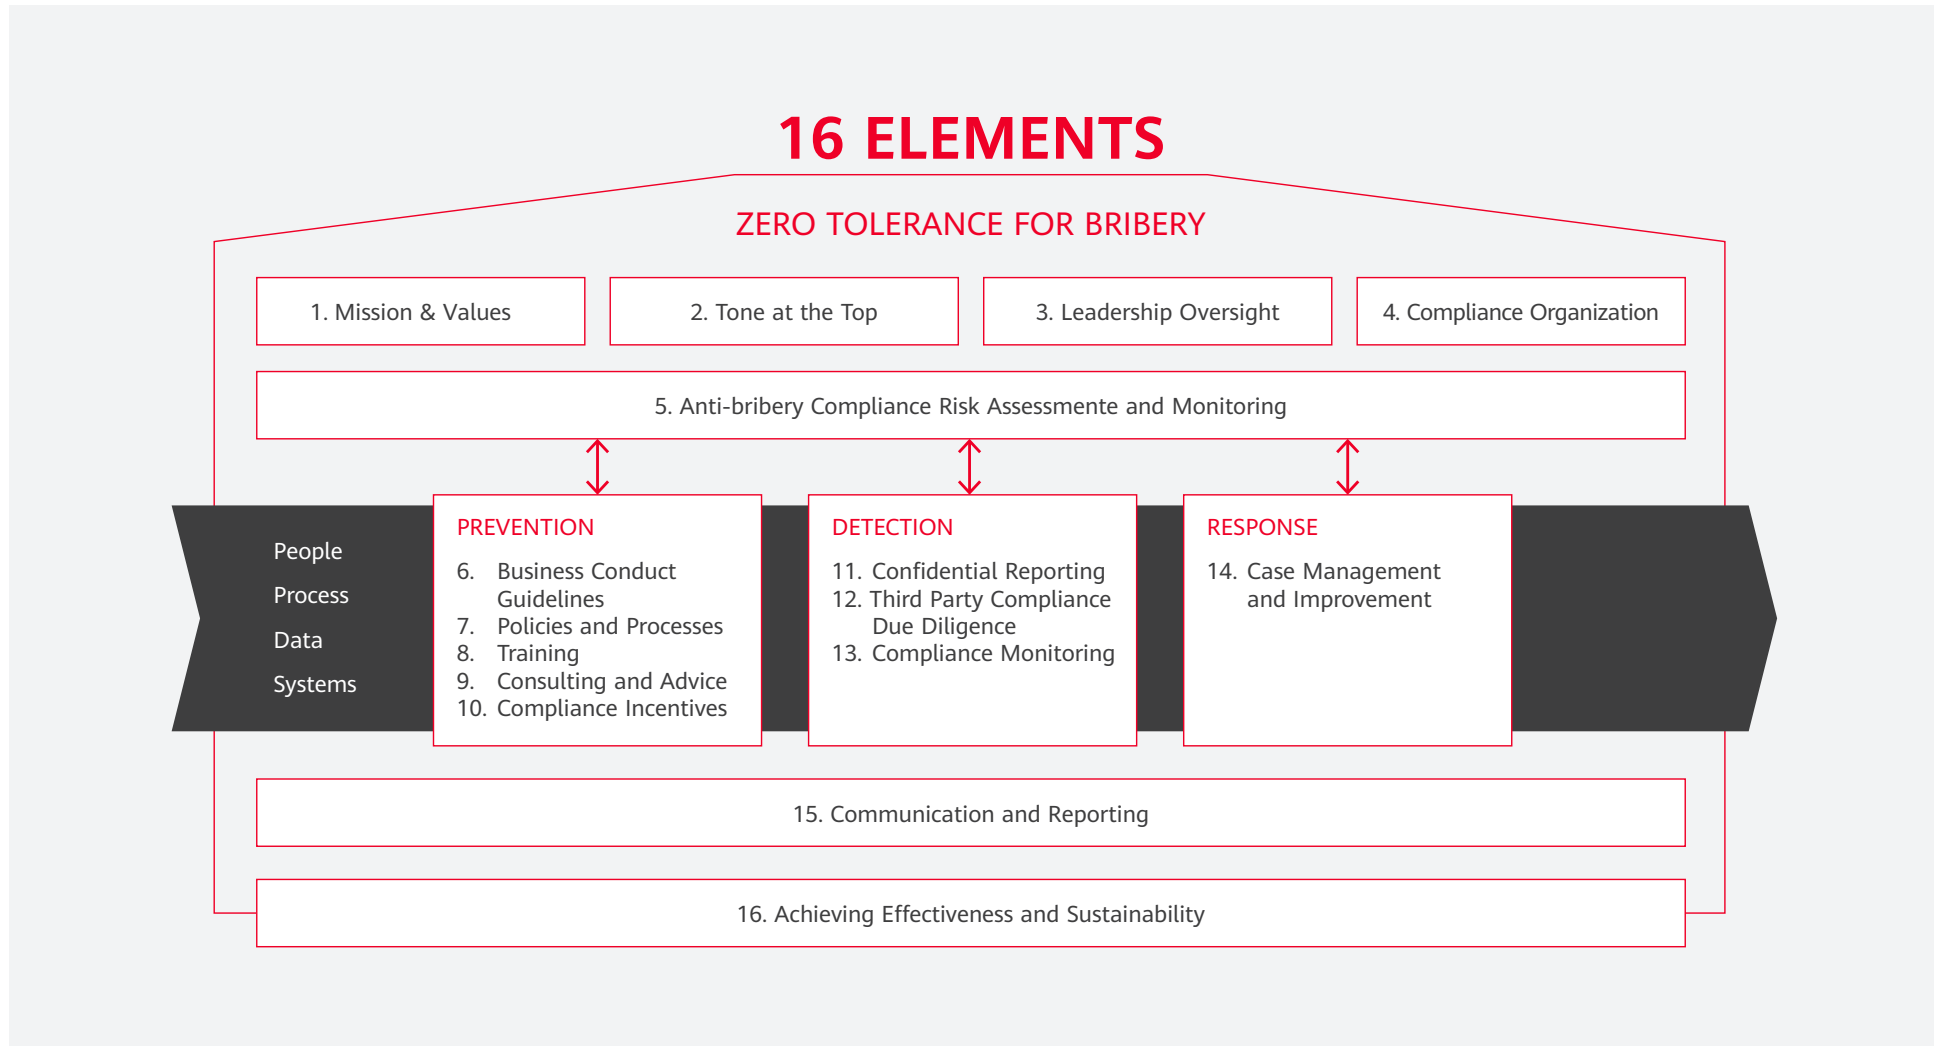 16 ELEMENTS
ZERO TOLERANCE FOR BRIBERY
1. Mission & Values
2. Tone at the Top
3. Leadership Oversight
4. Compliance Organization
5. Anti-bribery Compliance Risk Assessmente and Monitoring
People
Process
Data
Systems
PREVENTION
6. Business Conduct
Guidelines
7. Policies and Processes
8. Training
9. Consulting and Advice
10. Compliance Incentives
DETECTION
11. Confidential Reporting
12. Third Party Compliance
Due Diligence
13. Compliance Monitoring
RESPONSE
14. Case Management
and Improvement
15. Communication and Reporting
16. Achieving Effectiveness and Sustainability